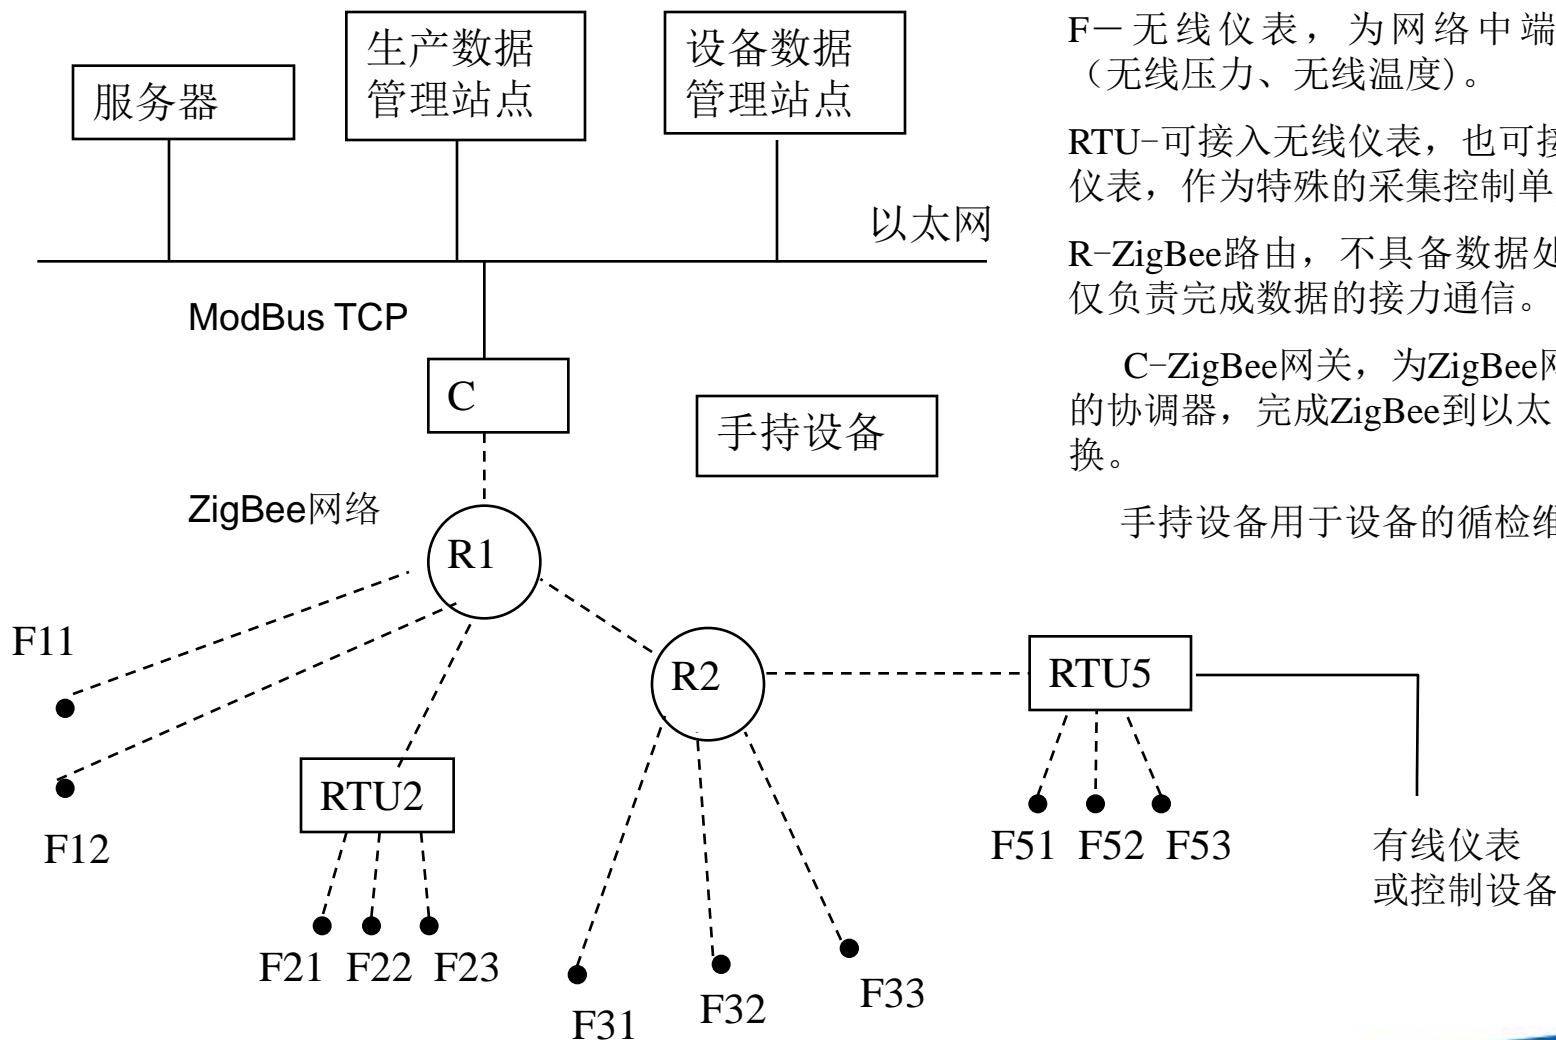 服务器
生产数据
管理站点
设备数据
管理站点
以太网
ModBus TCP
C
手持设备
ZigBee网络
R1
F11
F12
R2
RTU5
RTU2
F51 F52 F53
有线仪表
或控制设备
F21 F22 F23
F31
F32
F33
F－无线仪表，为网络中端
（无线压力、无线温度）。
RTU-可接入无线仪表，也可接
仪表，作为特殊的采集控制单
R-ZigBee路由，不具备数据处
仅负责完成数据的接力通信。
C-ZigBee网关，为ZigBee网
的协调器，完成ZigBee到以太
换。
手持设备用于设备的循检维